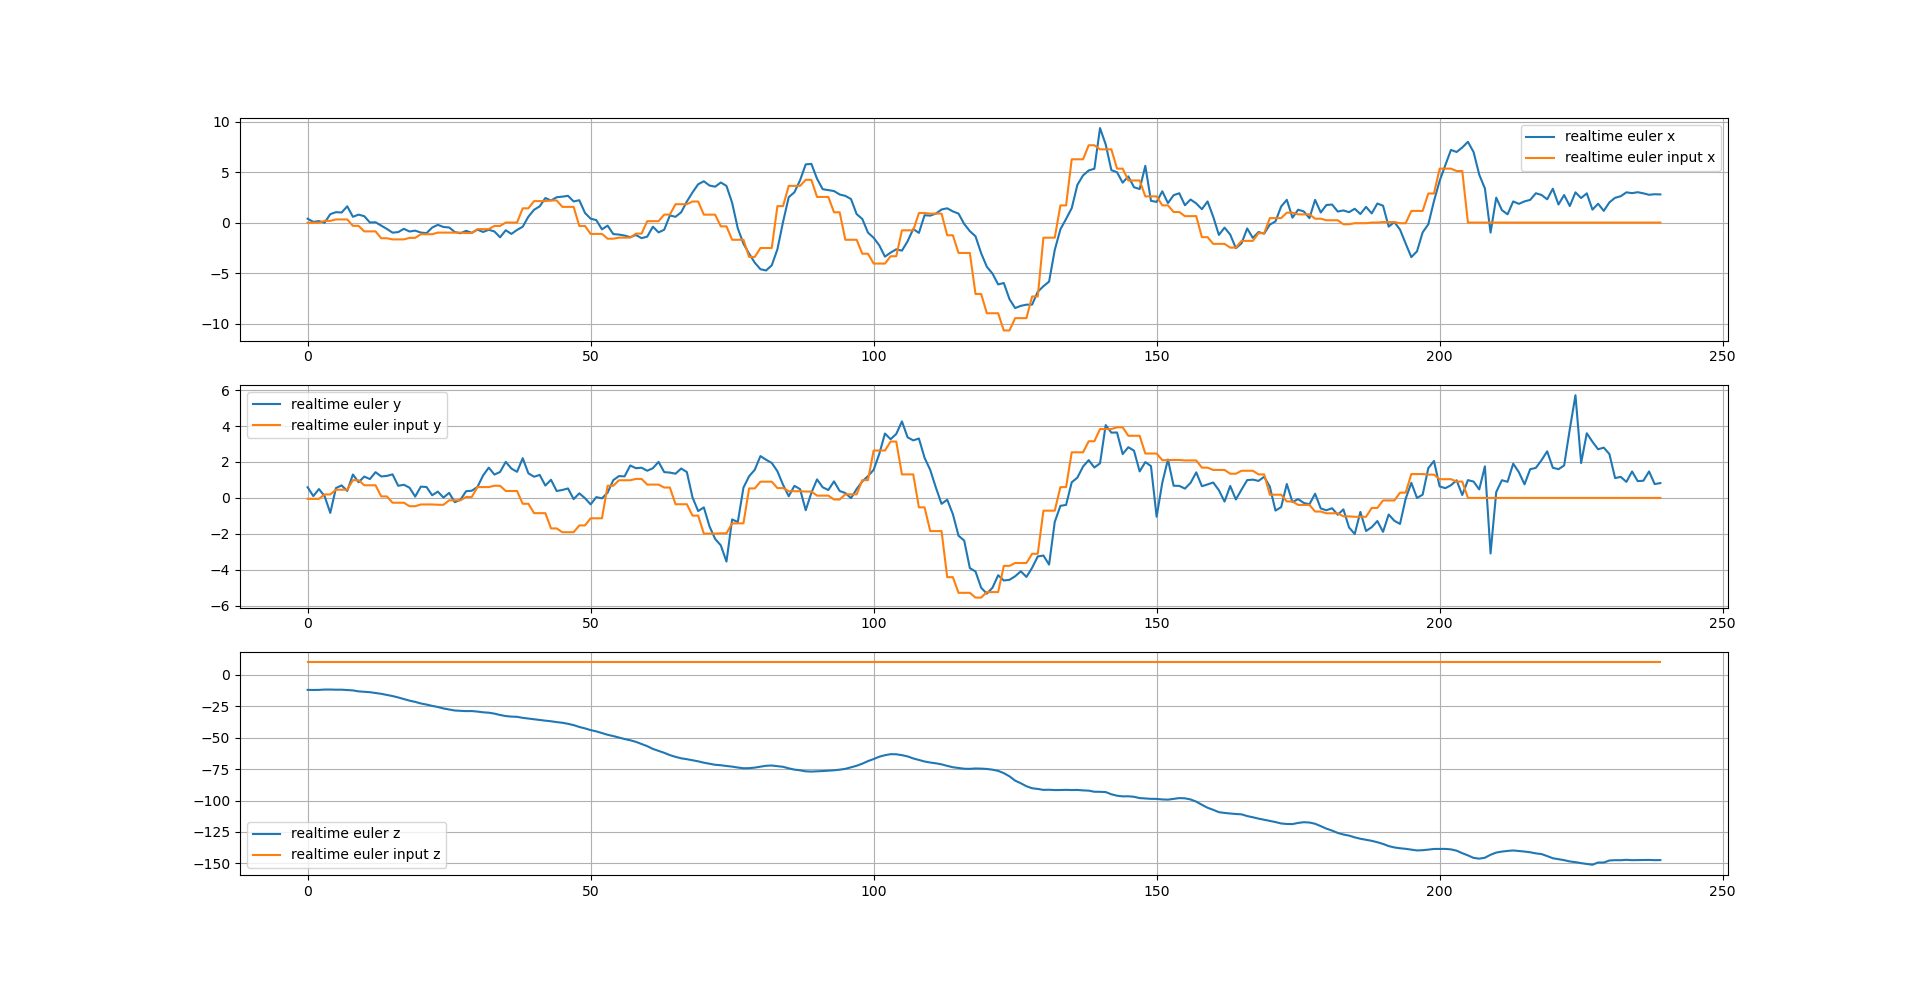 10
5
0
−5
−10
realtime euler x
realtime euler input x
0 50 100 150 200 250
6
4
2
0
−2
−4
−6
realtime euler y
realtime euler input y
0 50 100 150 200 250
0
−25
−50
−75
−100
−125
−150
realtime euler z
realtime euler input z
0 50 100 150 200 250